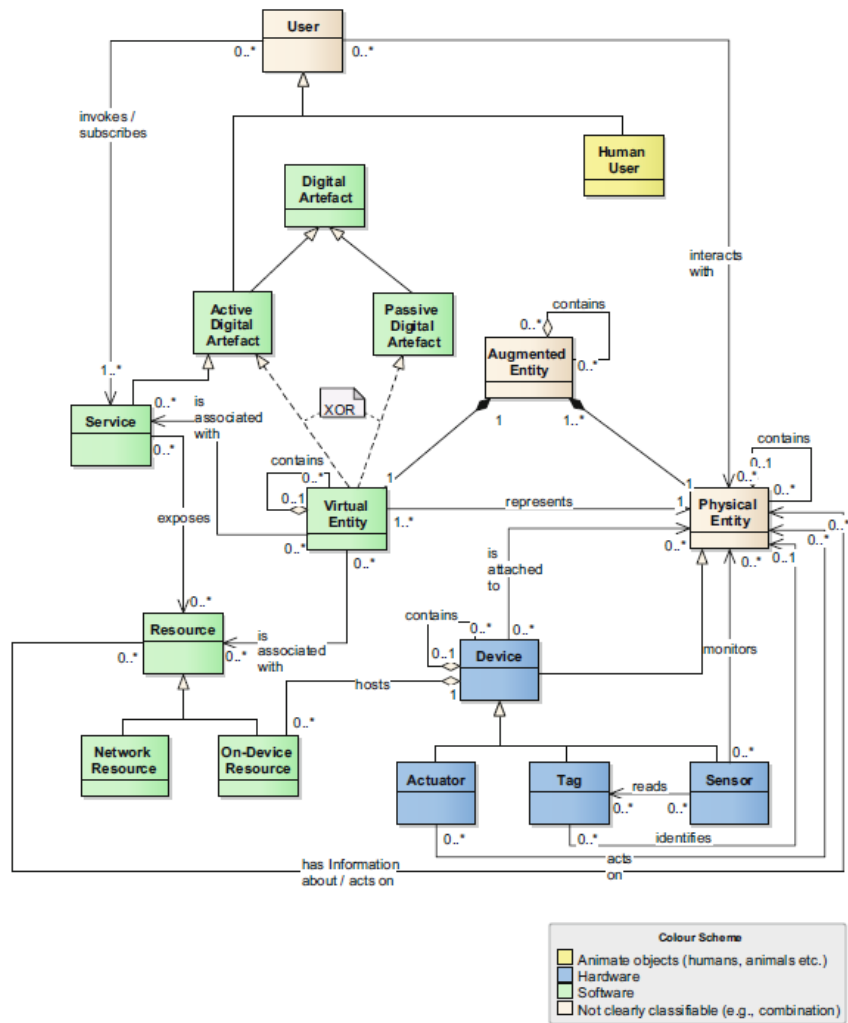 User
0..*
0..*
invokes /
subscribes
Human
User
Digital
Artefact
interacts
with
Active
Digital
Artefact
Passive
Digital
Artefact
contains
0..*
Augmented
Entity
0..*
1..*
XOR
Service
0..*
is
associated
with
0..*
1
1..*
contains
0..*
0..1
Virtual
Entity
1
contains
0..1
0..*
0..*
1
1
Physical
Entity
represents
1..*
exposes
0..*
0..*
is
attached
to
0..*
0..1
0..*
0..*
0..*
0..*
Resource
0..*
0..*
is
associated
with
contains
0..*
0..1
Device
0..*
1
monitors
hosts
0..*
Network
Resource
On-Device
Resource
0..*
Actuator
Tag
Sensor
reads
0..*
0..*
0..*
0..*
identifies
acts
on
has Information
about / acts on
Colour Scheme
Animate objects (humans, animals etc.)
Hardware
Software
Not clearly classifiable (e.g., combination)